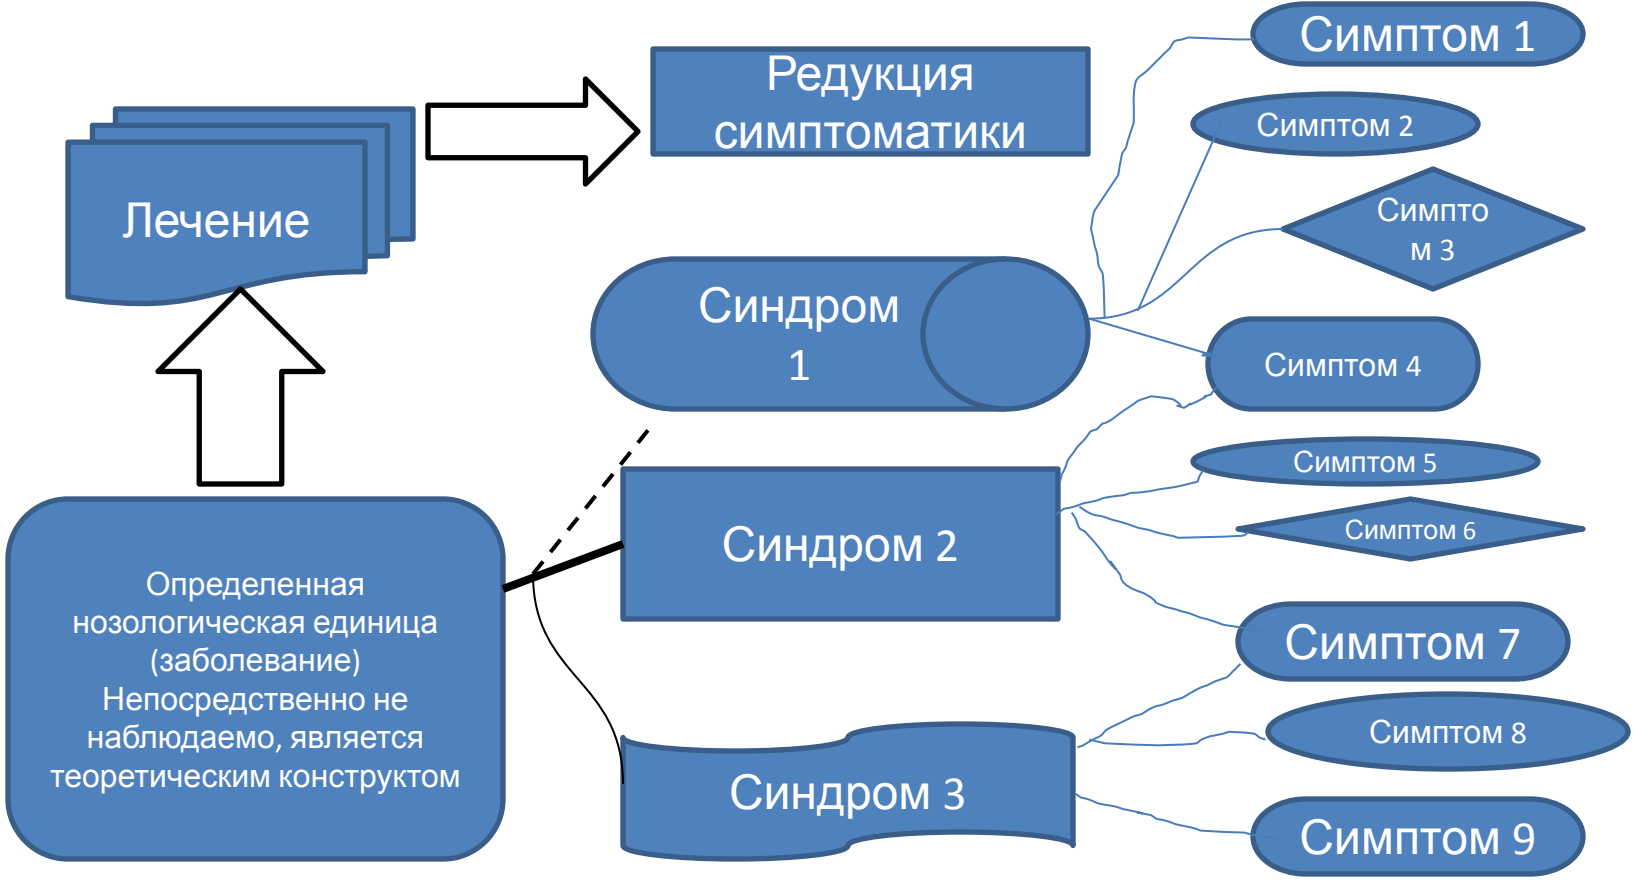 Симптом 1
Редукция
симптоматики
Симптом 2
Лечение
Симпто
м 3
Синдром
1
Симптом 4
Симптом 5
Синдром 2
Симптом 6
Определенная
нозологическая единица
(заболевание)
Непосредственно не
наблюдаемо, является
теоретическим конструктом
Симптом 7
Симптом 8
Синдром 3
Симптом 9